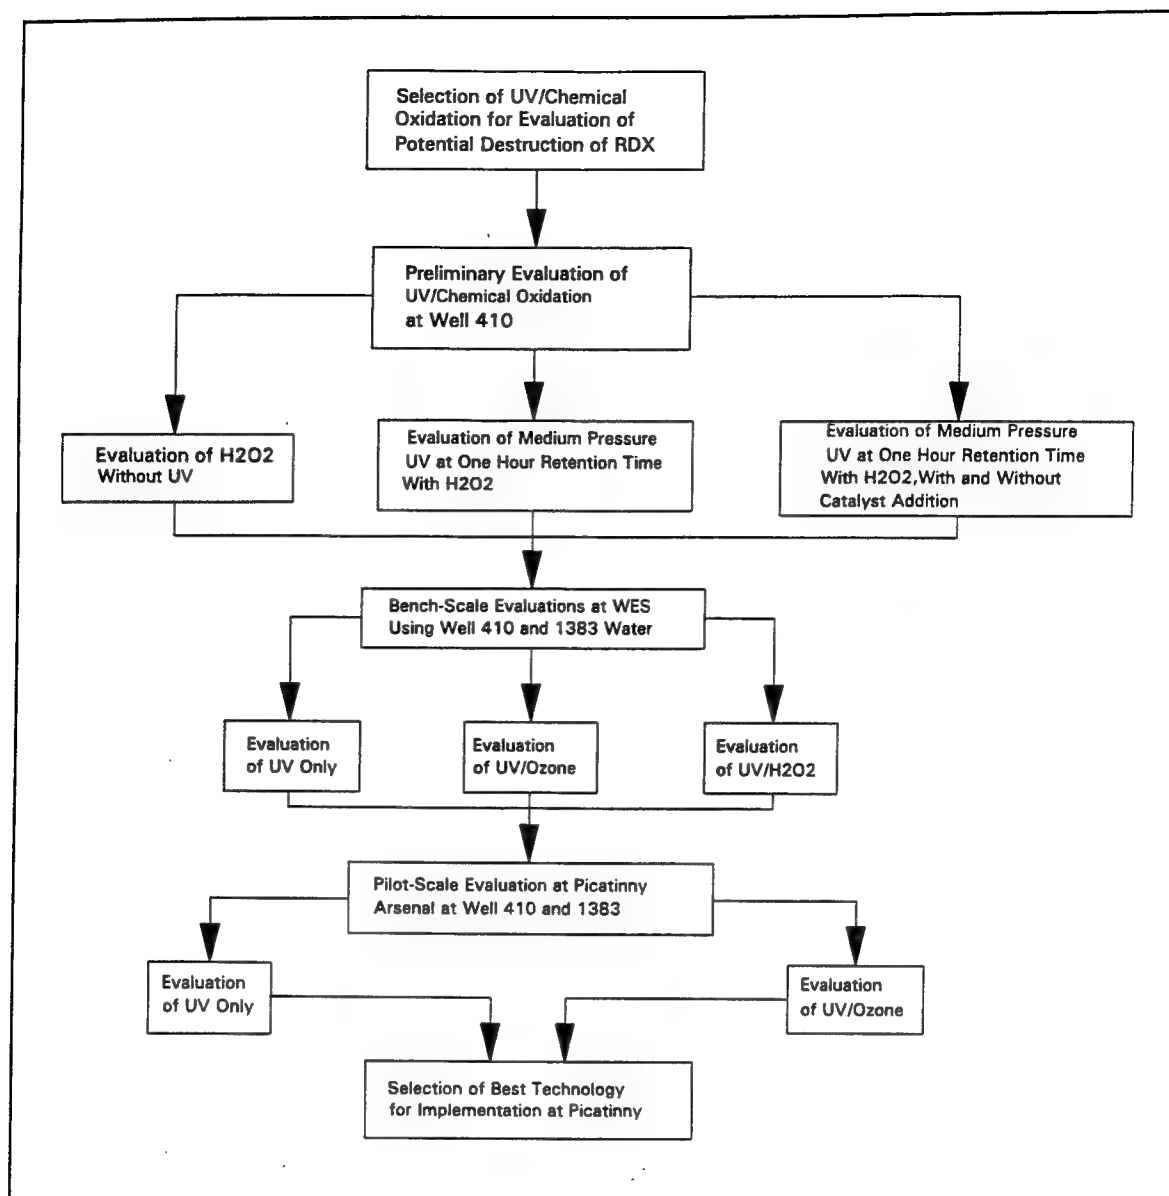 Selection of UV/Chemical
Oxidation for Evaluation of
Potential Destruction of RDX
Preliminary Evaluation of
UV/Chemical Oxidation
at Well 410
Evaluation of H2O2
Without UV
Evaluation of Medium Pressure
UV at One Hour Retention Time
With H2O2
Evaluation of Medium Pressure
UV at One Hour Retention Time
With H2O2,With and Without
Catalyst Addition
Bench-Scale Evaluations at WES
Using Well 410 and 1383 Water
Evaluation
of UV Only
Evaluation
of UV/Ozone
Evaluation
of UV/H2O2
Pilot-Scale Evaluation at Picatinny
Arsenal at Well 410 and 1383
Evaluation
of UV Only
Evaluation
of UV/Ozone
Selection of Best Technology
for Implementation at Picatinny